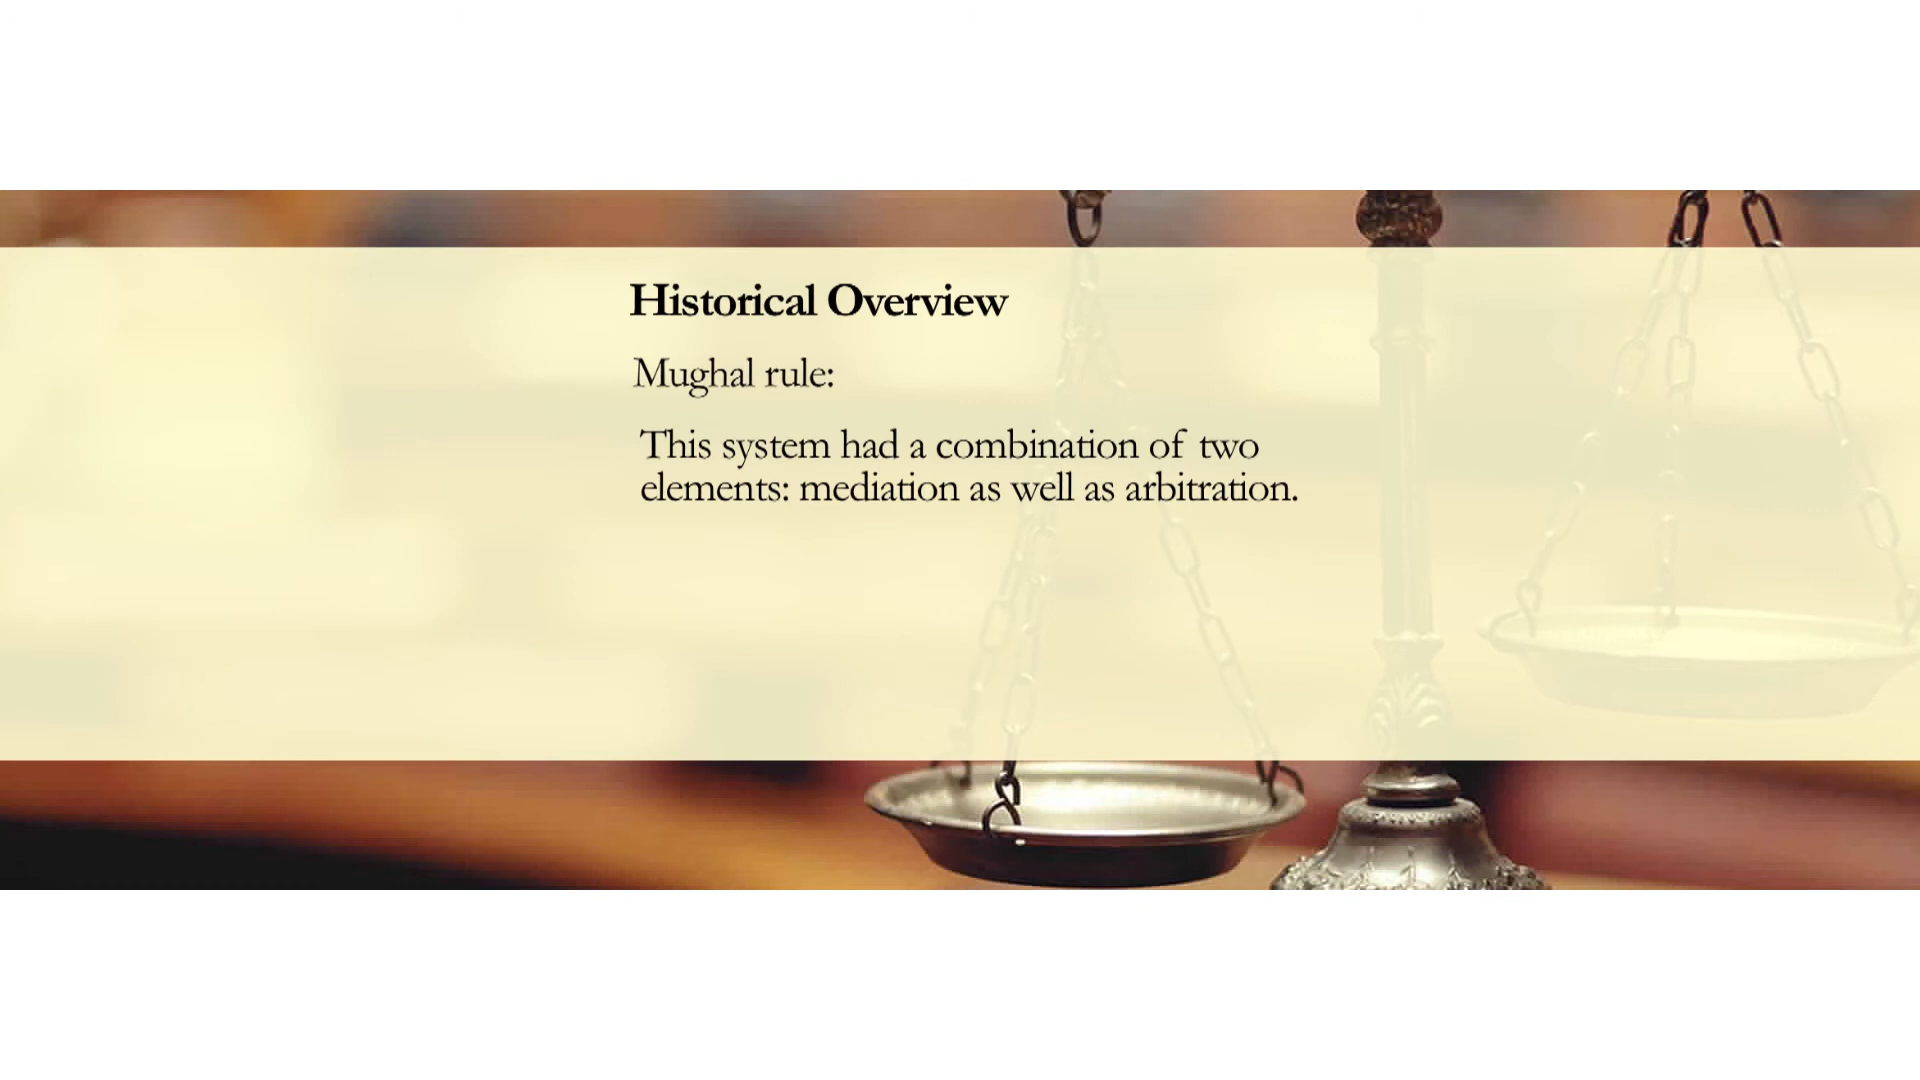 Historical Overview
Mughal rule:
This system had a combination of two
elements: mediation as well as arbitration.